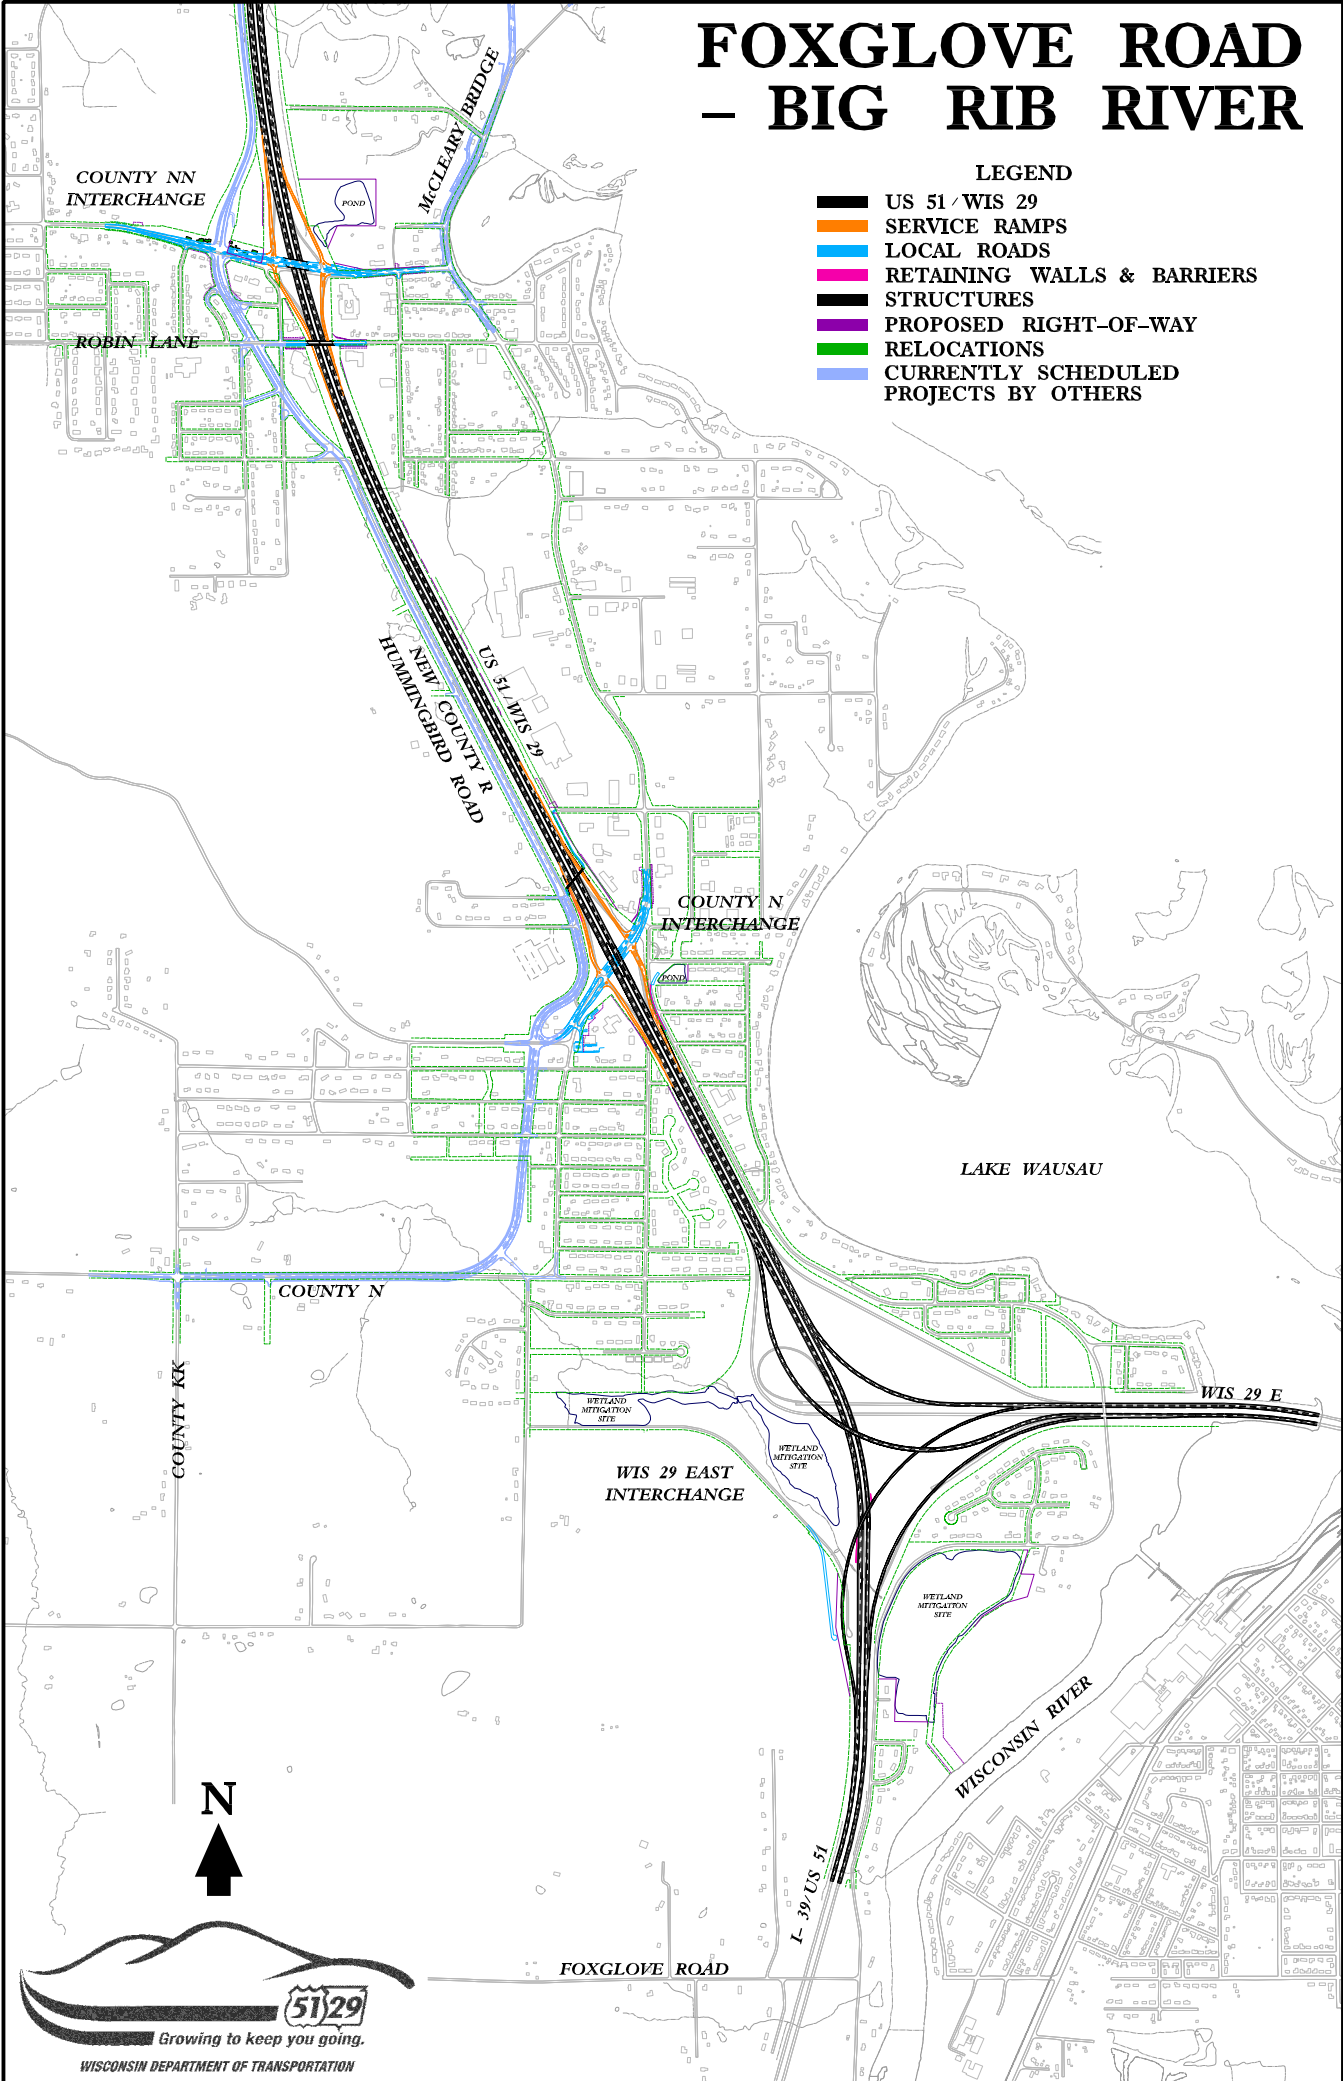 FOXGLOVE ROAD
– BIG RIB RIVER
LEGEND
US 51/WIS 29
SERVICE RAMPS
LOCAL ROADS
RETAINING WALLS & BARRIERS
STRUCTURES
PROPOSED RIGHT–OF–WAY
RELOCATIONS
CURRENTLY SCHEDULED
PROJECTS BY OTHERS
McCLEARY BRIDGE
COUNTY NN
INTERCHANGE
POND
ROBIN LANE
US 51/WIS 29
NEW COUNTY R
HUMMINGBIRD ROAD
COUNTY N
INTERCHANGE
POND
LAKE WAUSAU
COUNTY N
COUNTY KK
WIS 29 E
WETLAND
MITIGATION
SITE
WETLAND
MITIGATION
SITE
WIS 29 EAST
INTERCHANGE
WETLAND
MITIGATION
SITE
WISCONSIN RIVER
N
I– 39/US 51
FOXGLOVE ROAD
51 29
Growing to keep you going.
WISCONSIN DEPARTMENT OF TRANSPORTATION